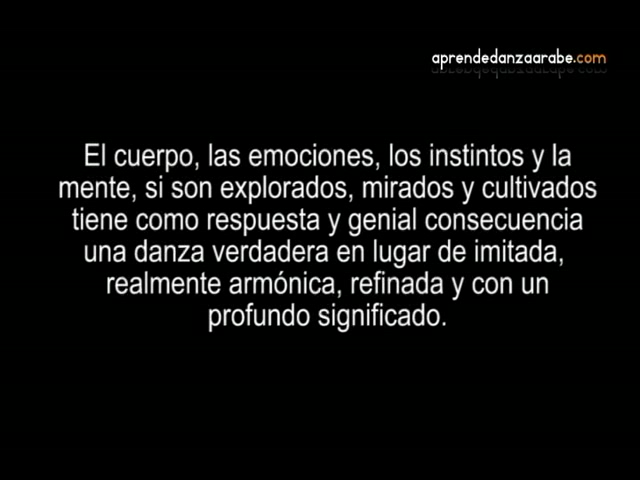 aprendedanzaarabe.com
El cuerpo, las emociones, los instintos y la
mente, si son explorados, mirados y cultivados
tiene como respuesta y genial consecuencia
una danza verdadera en lugar de imitada,
realmente armónica, refinada y con un
profundo significado.